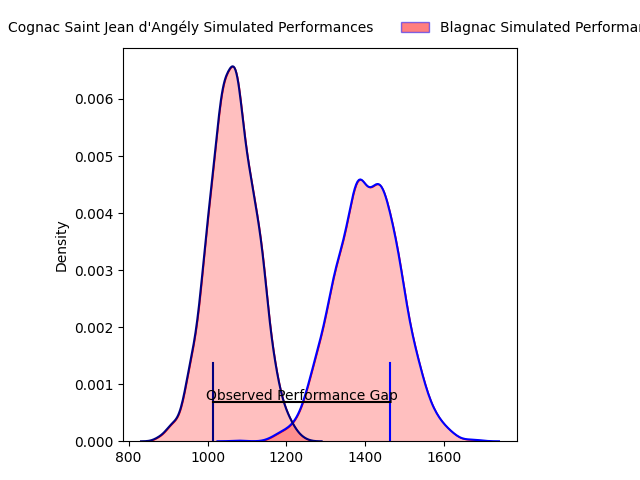 Cognac Saint Jean d'Angély Simulated Performances
Blagnac Simulated
Density
0.006
0.005
0.004
0.003
0.002
0.001
0.000
Observed Performance Gap
800 1000 1200 1400 1600